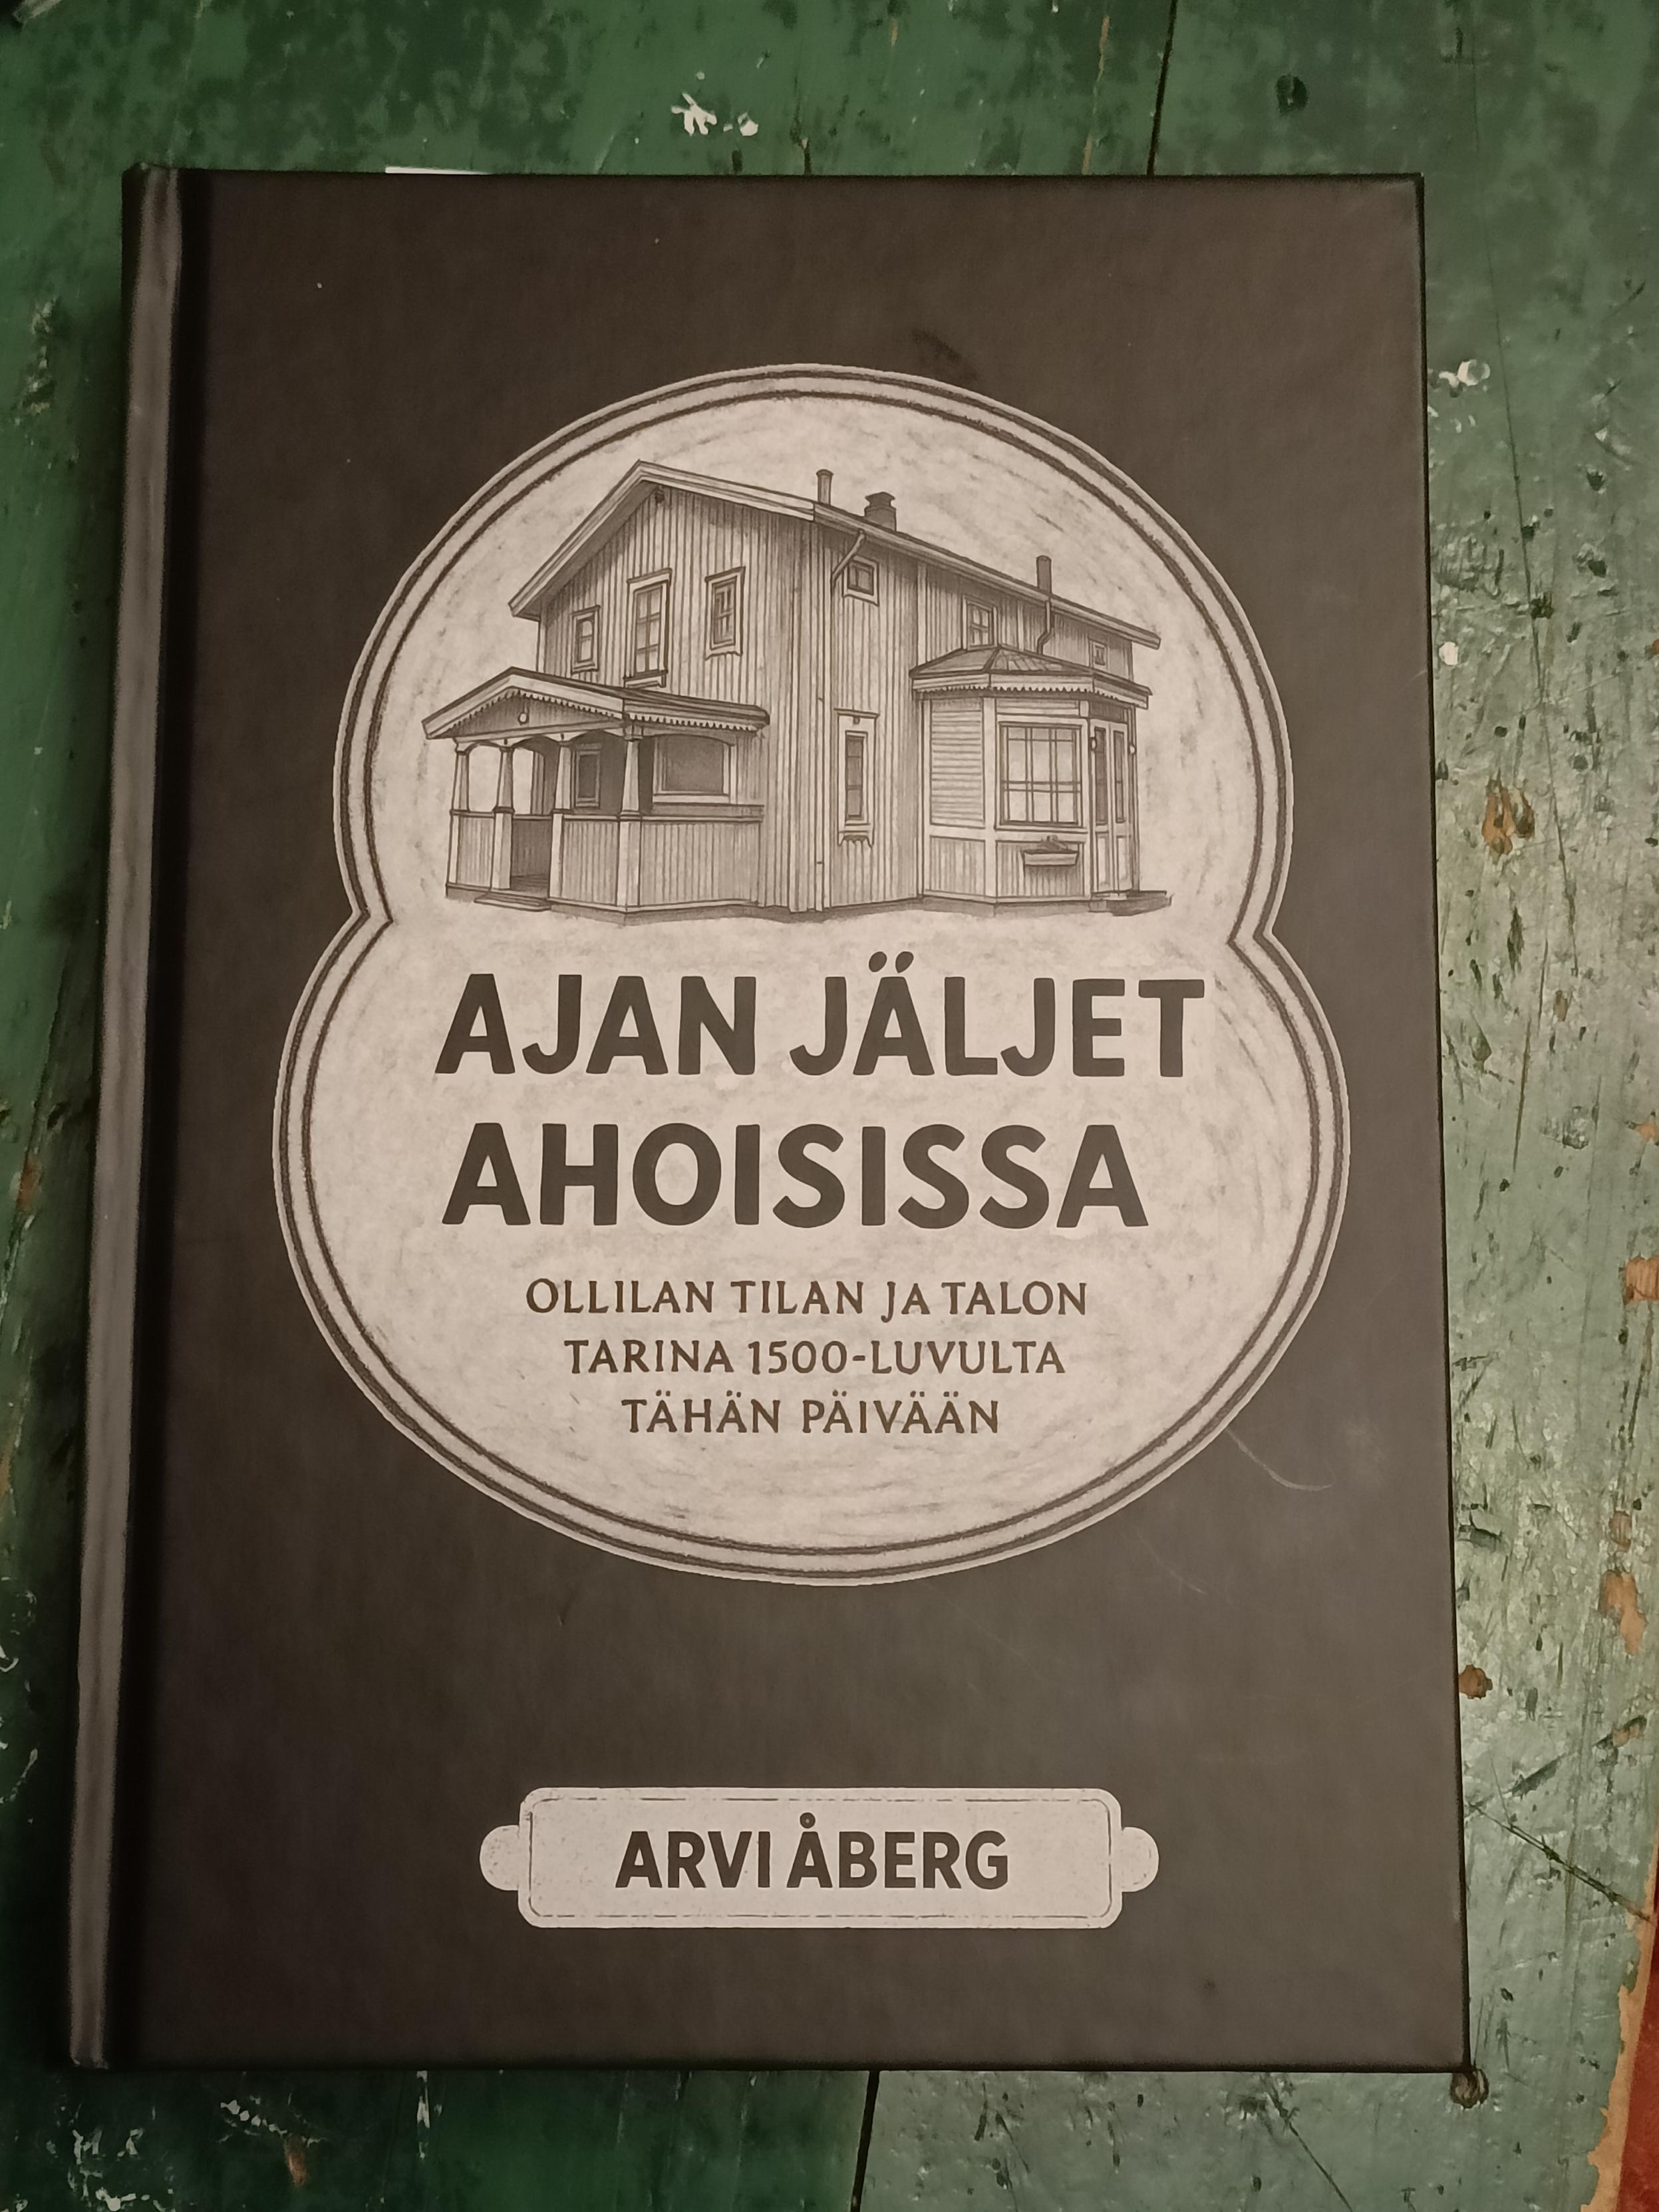 AJAN JÄLJET
AHOISISSA
OLLILAN TILAN JA TALON
TARINA 1500-LUVULTA
TÄHÄN PÄIVÄÄN
ARVI ÅBERG